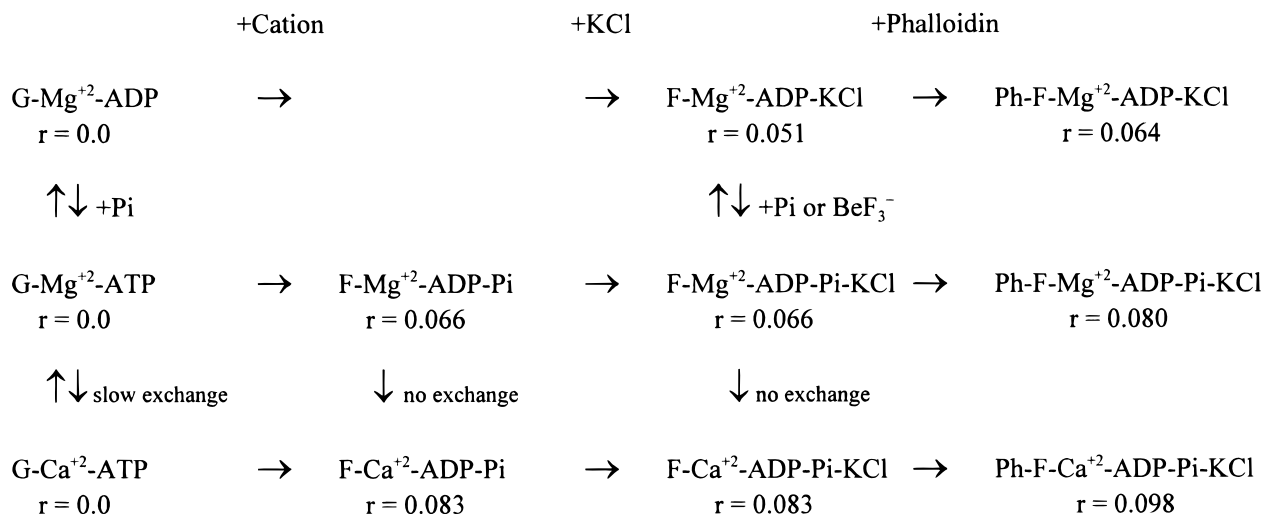 +Cation +KCl +Phalloidin
G-Mg⁺²-ADP → → F-Mg⁺²-ADP-KCl → Ph-F-Mg⁺²-ADP-KCl
r = 0.0 r = 0.051 r = 0.064
↑↓ +Pi ↑↓ +Pi or BeF₃⁻
G-Mg⁺²-ATP → F-Mg⁺²-ADP-Pi → F-Mg⁺²-ADP-Pi-KCl → Ph-F-Mg⁺²-ADP-Pi-KCl
r = 0.0 r = 0.066 r = 0.066 r = 0.080
↑↓ slow exchange ↓ no exchange ↓ no exchange
G-Ca⁺²-ATP → F-Ca⁺²-ADP-Pi → F-Ca⁺²-ADP-Pi-KCl → Ph-F-Ca⁺²-ADP-Pi-KCl
r = 0.0 r = 0.083 r = 0.083 r = 0.098